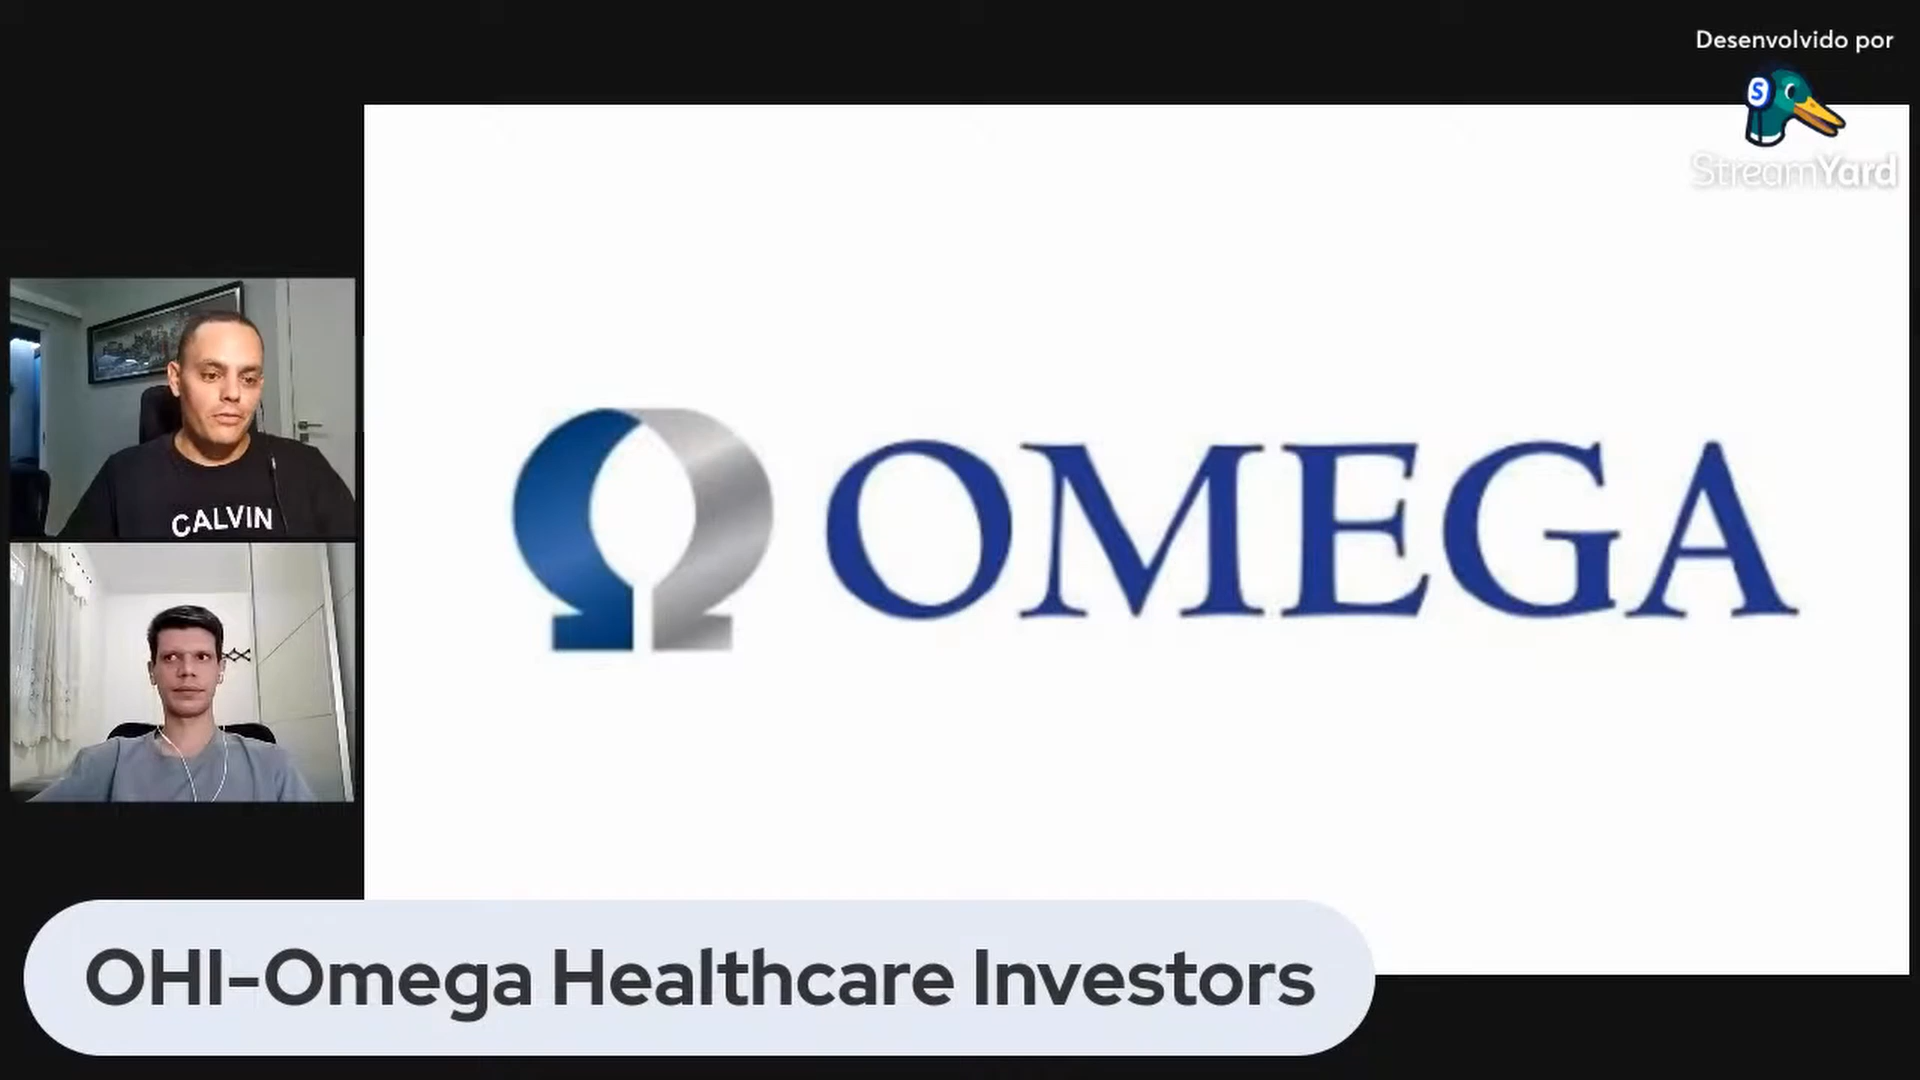 Desenvolvido por
S
StreamYard
CALVIN
Ω OMEGA
OHI-Omega Healthcare Investors